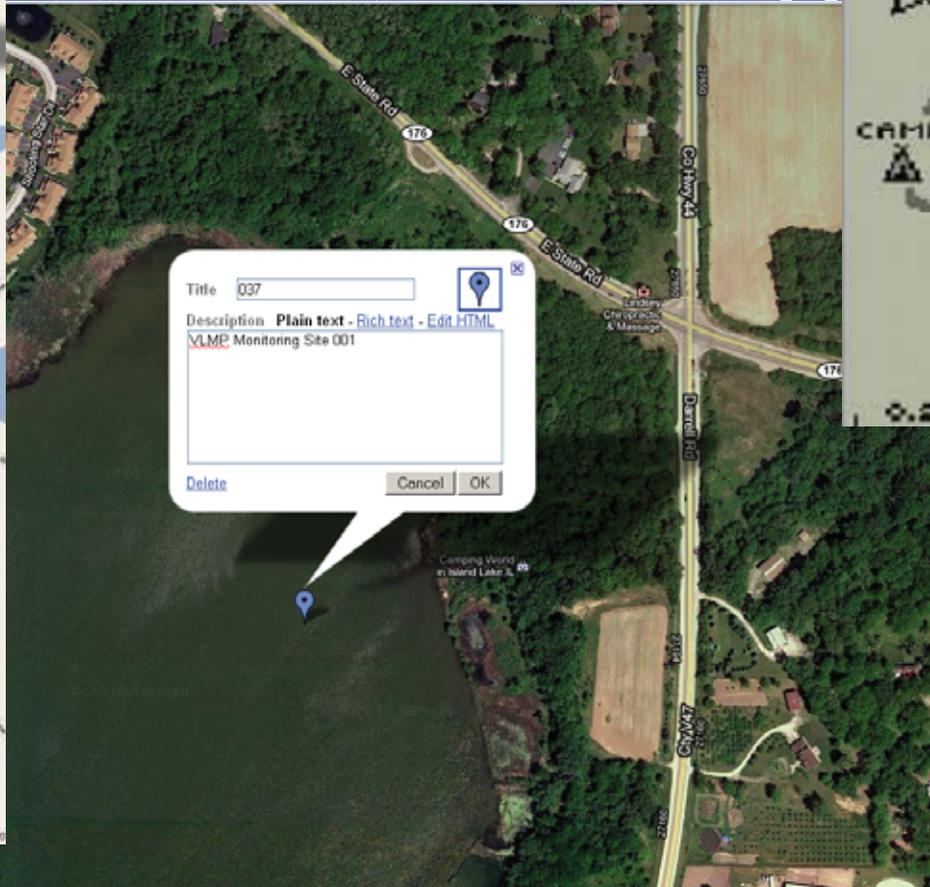 E State Rd
176
176
E State Rd
Co Hwy 44
Lindsey
Chiropractic
& Massage
176
Darrell Rd
Title 037
Description Plain text - Rich text - Edit HTML
VLMP Monitoring Site 001
Delete Cancel OK
Camping World
in Island Lake IL
Cty V47
27160